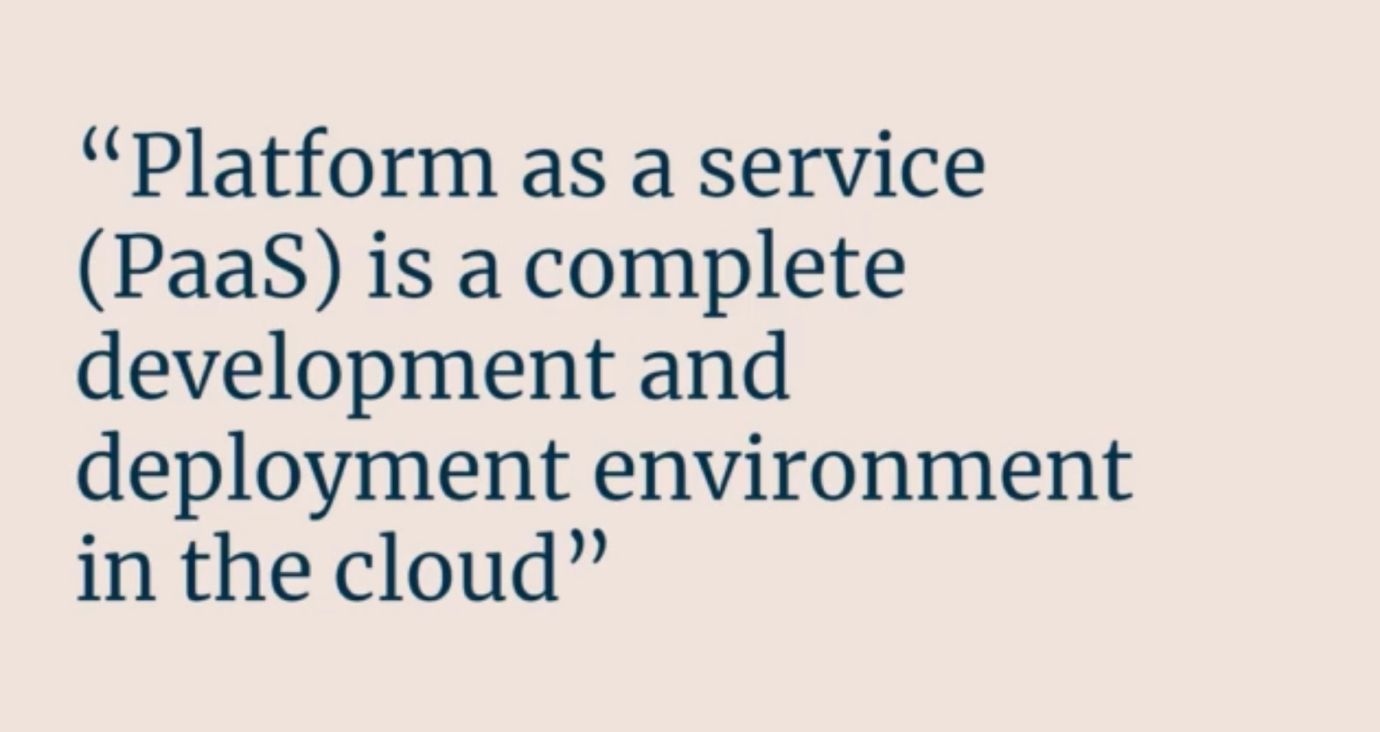 “Platform as a service
(PaaS) is a complete
development and
deployment environment
in the cloud”